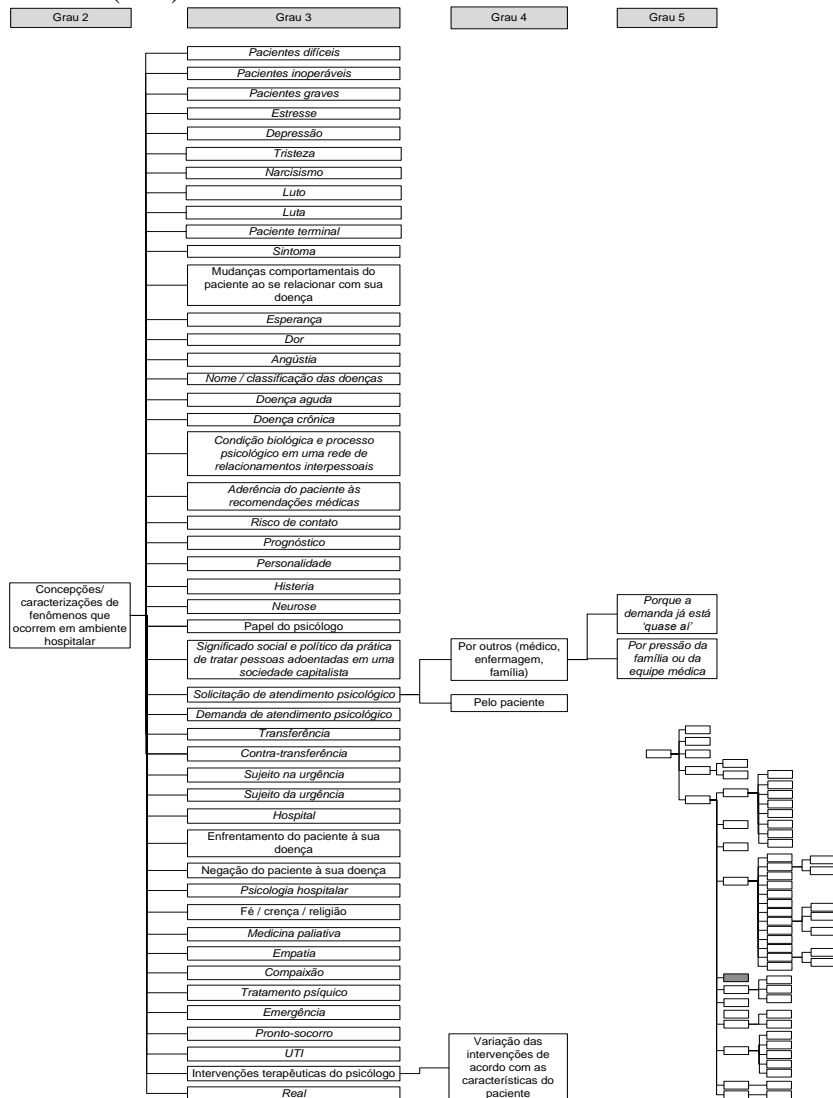 Grau 2
Grau 3
Grau 4
Grau 5
Pacientes difíceis
Pacientes inoperáveis
Pacientes graves
Estresse
Depressão
Tristeza
Narcisismo
Luto
Luta
Paciente terminal
Sintoma
Mudanças comportamentais do
paciente ao se relacionar com sua
doença
Esperança
Dor
Angústia
Nome / classificação das doenças
Doença aguda
Doença crônica
Condição biológica e processo
psicológico em uma rede de
relacionamentos interpessoais
Aderência do paciente às
recomendações médicas
Risco de contato
Prognóstico
Personalidade
Histeria
Neurose
Concepções/
caracterizações de
fenômenos que
ocorrem em ambiente
hospitalar
Papel do psicólogo
Significado social e político da prática
de tratar pessoas adoentadas em uma
sociedade capitalista
Solicitação de atendimento psicológico
Por outros (médico,
enfermagem,
família)
Pelo paciente
Porque a
demanda já está
'quase aí'
Por pressão da
família ou da
equipe médica
Demanda de atendimento psicológico
Transferência
Contra-transferência
Sujeito na urgência
Sujeito da urgência
Hospital
Enfrentamento do paciente à sua
doença
Negação do paciente à sua doença
Psicologia hospitalar
Fé / crença / religião
Medicina paliativa
Empatia
Compaixão
Tratamento psíquico
Emergência
Pronto-socorro
UTI
Intervenções terapêuticas do psicólogo
Variação das
intervenções de
acordo com as
características do
paciente
Real